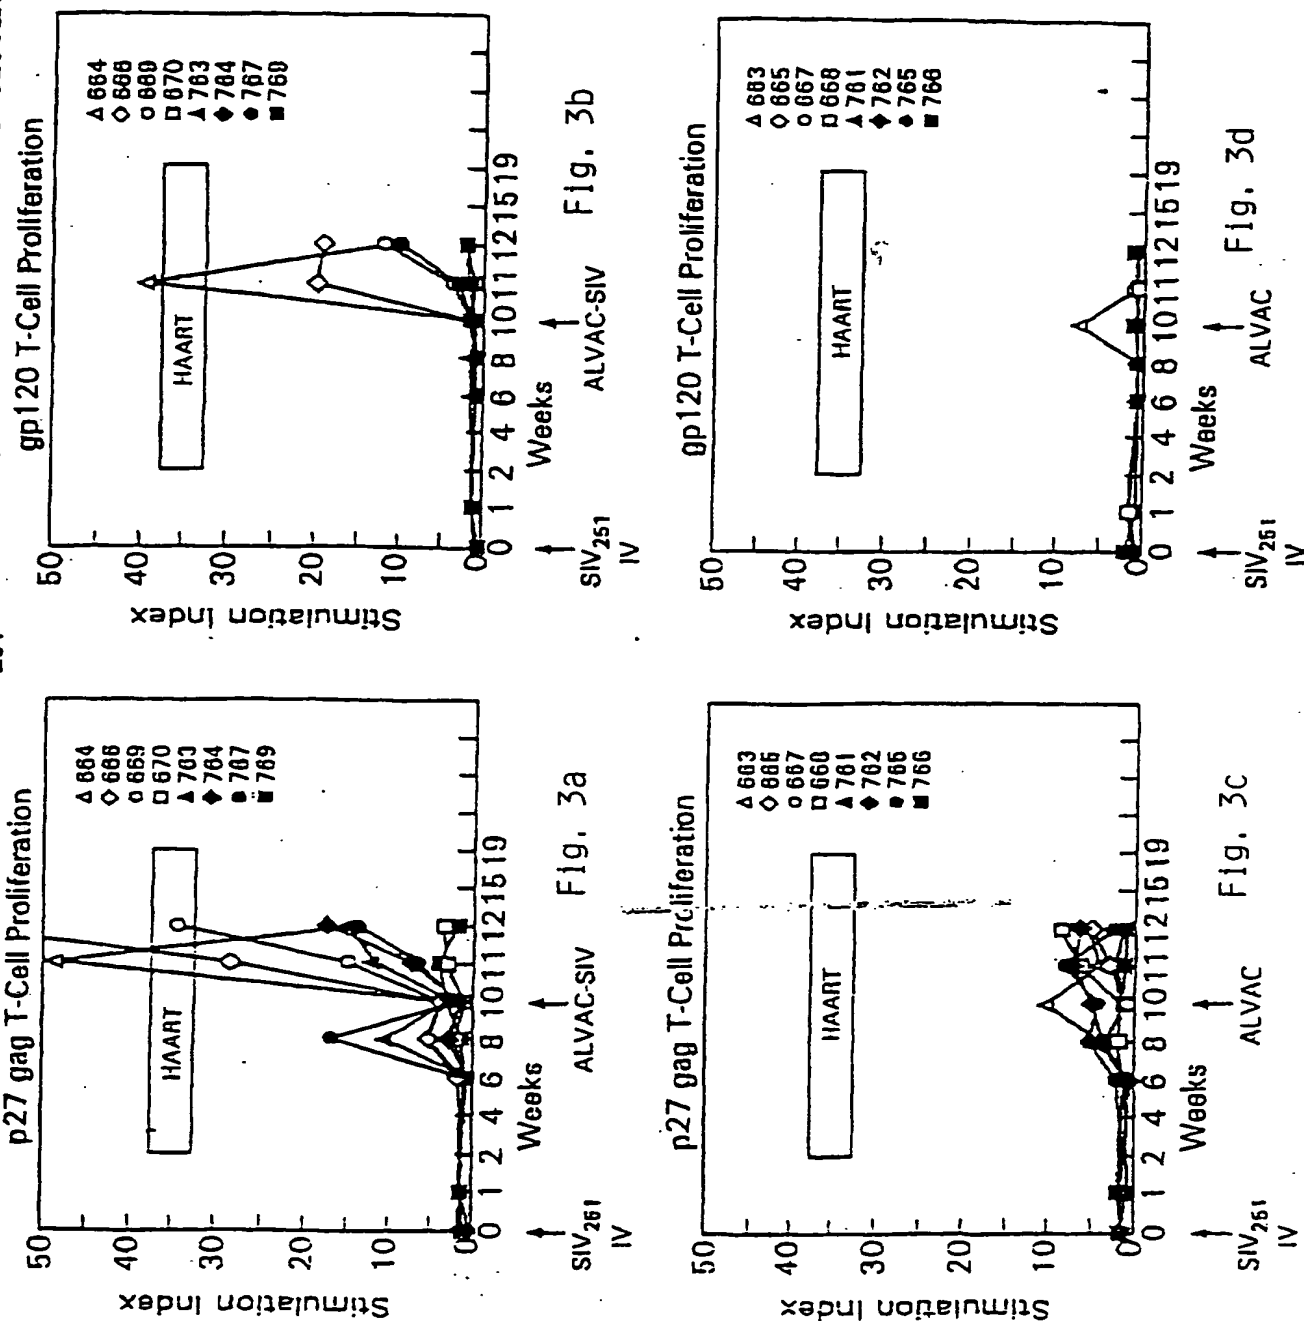 p27 gag T-Cell Proliferation
Stimulation Index
50
40
30
20
10
0
HAART
△ 664
◇ 666
○ 669
□ 670
▲ 763
◆ 764
● 767
■ 769
0 1 2 4 6 8 10 11 12 15 19
Weeks
SIV251
IV
ALVAC-SIV
Fig. 3a
gp120 T-Cell Proliferation
Stimulation Index
50
40
30
20
10
0
HAART
△ 664
◇ 666
○ 669
□ 670
▲ 763
◆ 764
● 767
■ 769
0 1 2 4 6 8 10 11 12 15 19
Weeks
SIV251
IV
ALVAC-SIV
Fig. 3b
p27 gag T-Cell Proliferation
Stimulation Index
50
40
30
20
10
0
HAART
△ 663
◇ 665
○ 667
□ 668
▲ 761
◆ 762
● 765
■ 766
0 1 2 4 6 8 10 11 12 15 19
Weeks
SIV251
IV
ALVAC
Fig. 3c
gp120 T-Cell Proliferation
Stimulation Index
50
40
30
20
10
0
HAART
△ 663
◇ 665
○ 667
□ 668
▲ 761
◆ 762
● 765
■ 766
0 1 2 4 6 8 10 11 12 15 19
Weeks
SIV251
IV
ALVAC
Fig. 3d